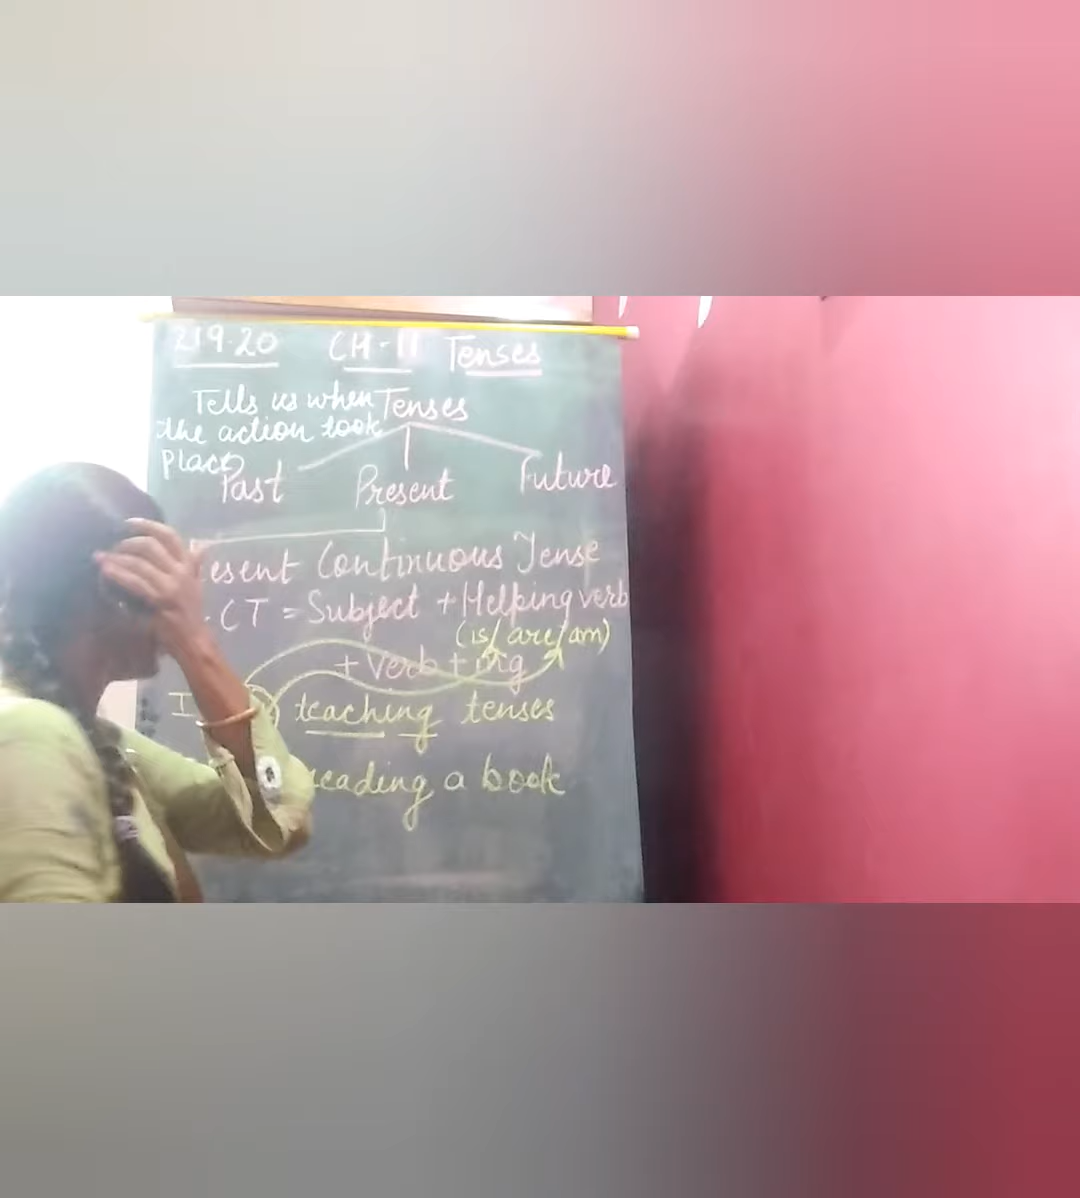 21.9.20 CH-11 Tenses
Tells us when Tenses
the action took
place
Past Present Future
esent Continuous Tense
CT = Subject + Helping verb
(is/are/am)
+ Verb + ing
I teaching tenses
reading a book